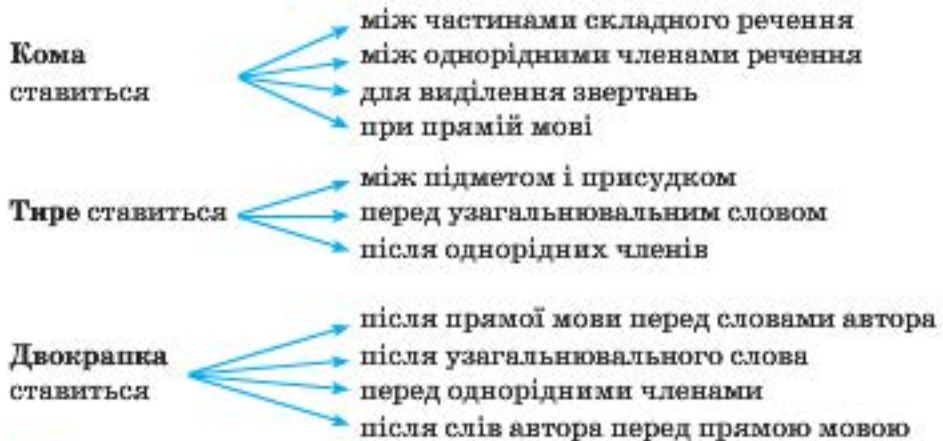 між частинами складного речення
Кома
між однорідними членами речення
ставиться
для виділення звертань
при прямій мові
між підметом і присудком
Тире ставиться
перед узагальнювальним словом
після однорідних членів
після прямої мови перед словами автора
Двокрапка
після узагальнювального слова
ставиться
перед однорідними членами
після слів автора перед прямою мовою